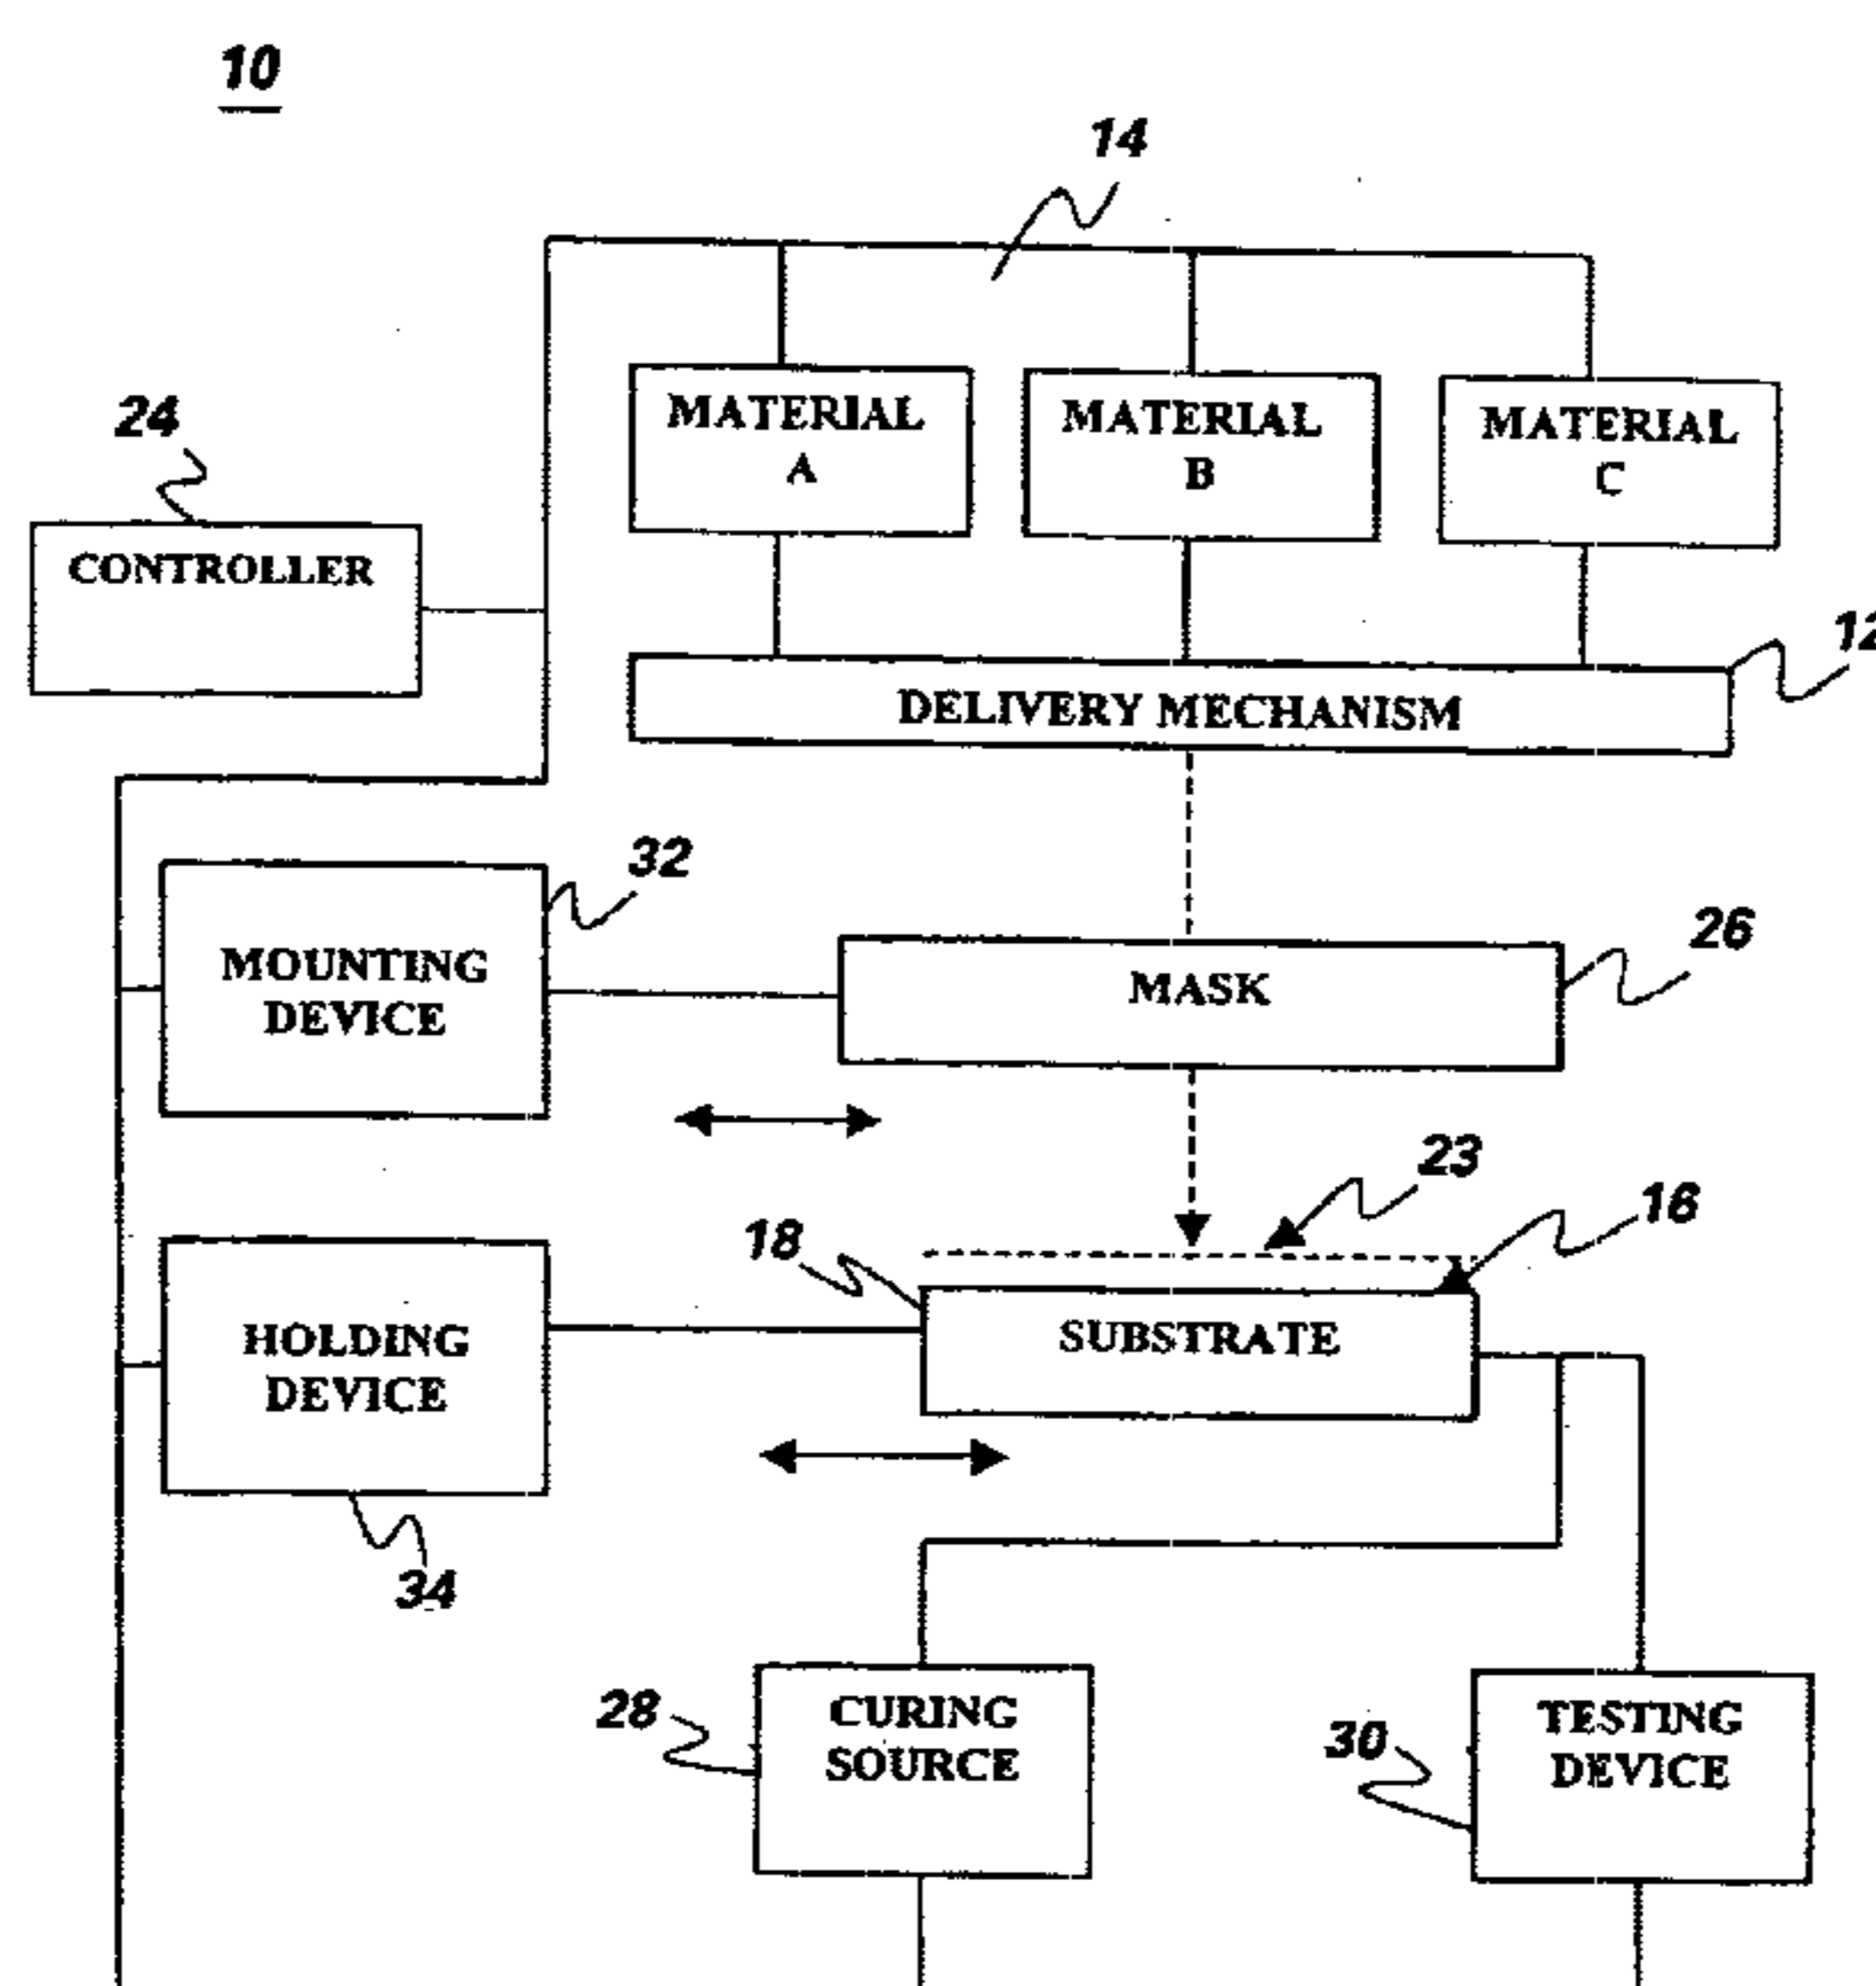 10
14
MATERIAL
A
MATERIAL
B
MATERIAL
C
24
CONTROLLER
12
DELIVERY MECHANISM
32
MOUNTING
DEVICE
26
MASK
23
16
18
HOLDING
DEVICE
SUBSTRATE
34
28
CURING
SOURCE
30
TESTING
DEVICE